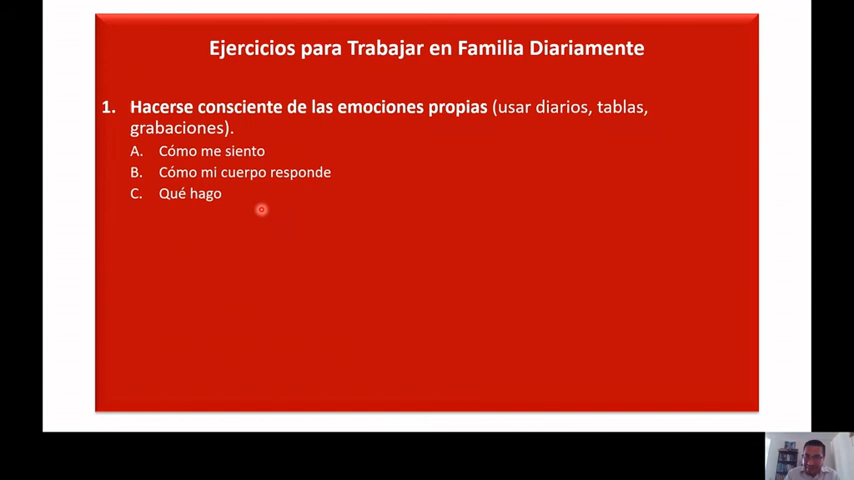 Ejercicios para Trabajar en Familia Diariamente
1. Hacerse consciente de las emociones propias (usar diarios, tablas,
grabaciones).
A. Cómo me siento
B. Cómo mi cuerpo responde
C. Qué hago